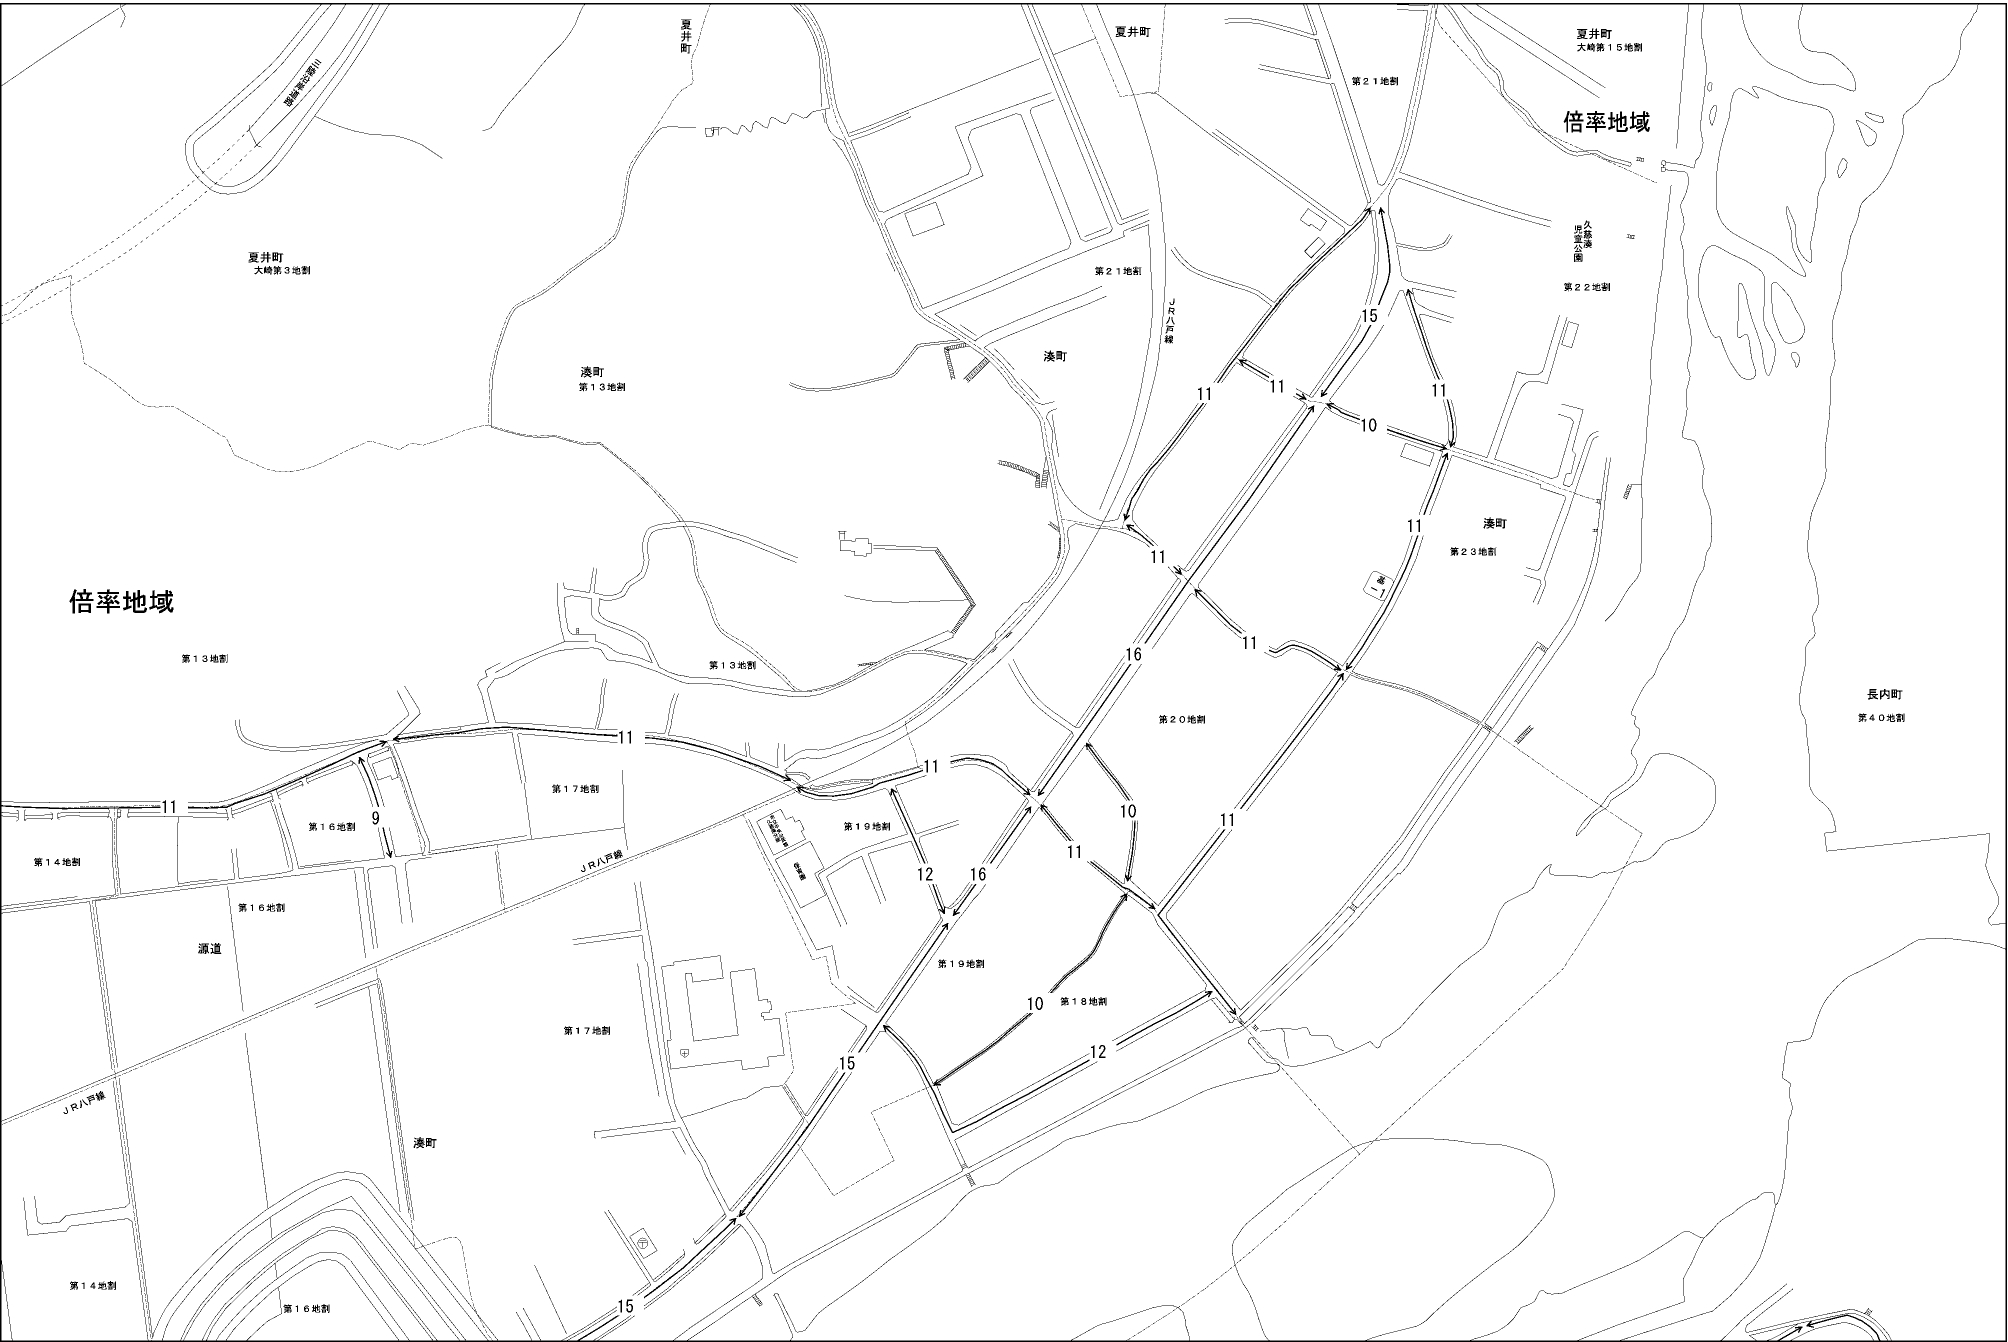 夏井町
夏井町
夏井町
大崎第15地割
三陸沿岸道路
第21地割
倍率地域
久慈湊
児童公園
夏井町
大崎第3地割
第21地割
第22地割
JR八戸線
15
湊町
湊町
第13地割
11
11
11
10
湊町
11
第23地割
11
倍率地域
11
16
第13地割
第13地割
長内町
第20地割
第40地割
11
11
第17地割
11
10
9
第16地割
第19地割
11
11
第14地割
JR八戸線
保育園
12
16
第16地割
源道
第19地割
10
第18地割
第17地割
12
15
JR八戸線
湊町
第14地割
第16地割
15